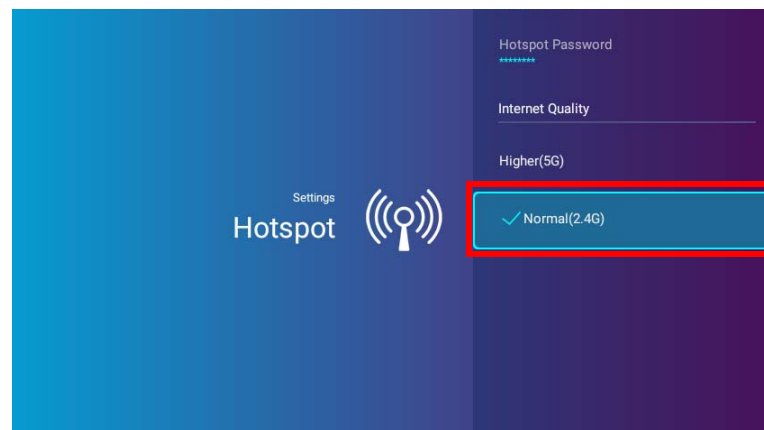 Settings
Hotspot
Hotspot Password
********
Internet Quality
Higher(5G)
Normal(2.4G)